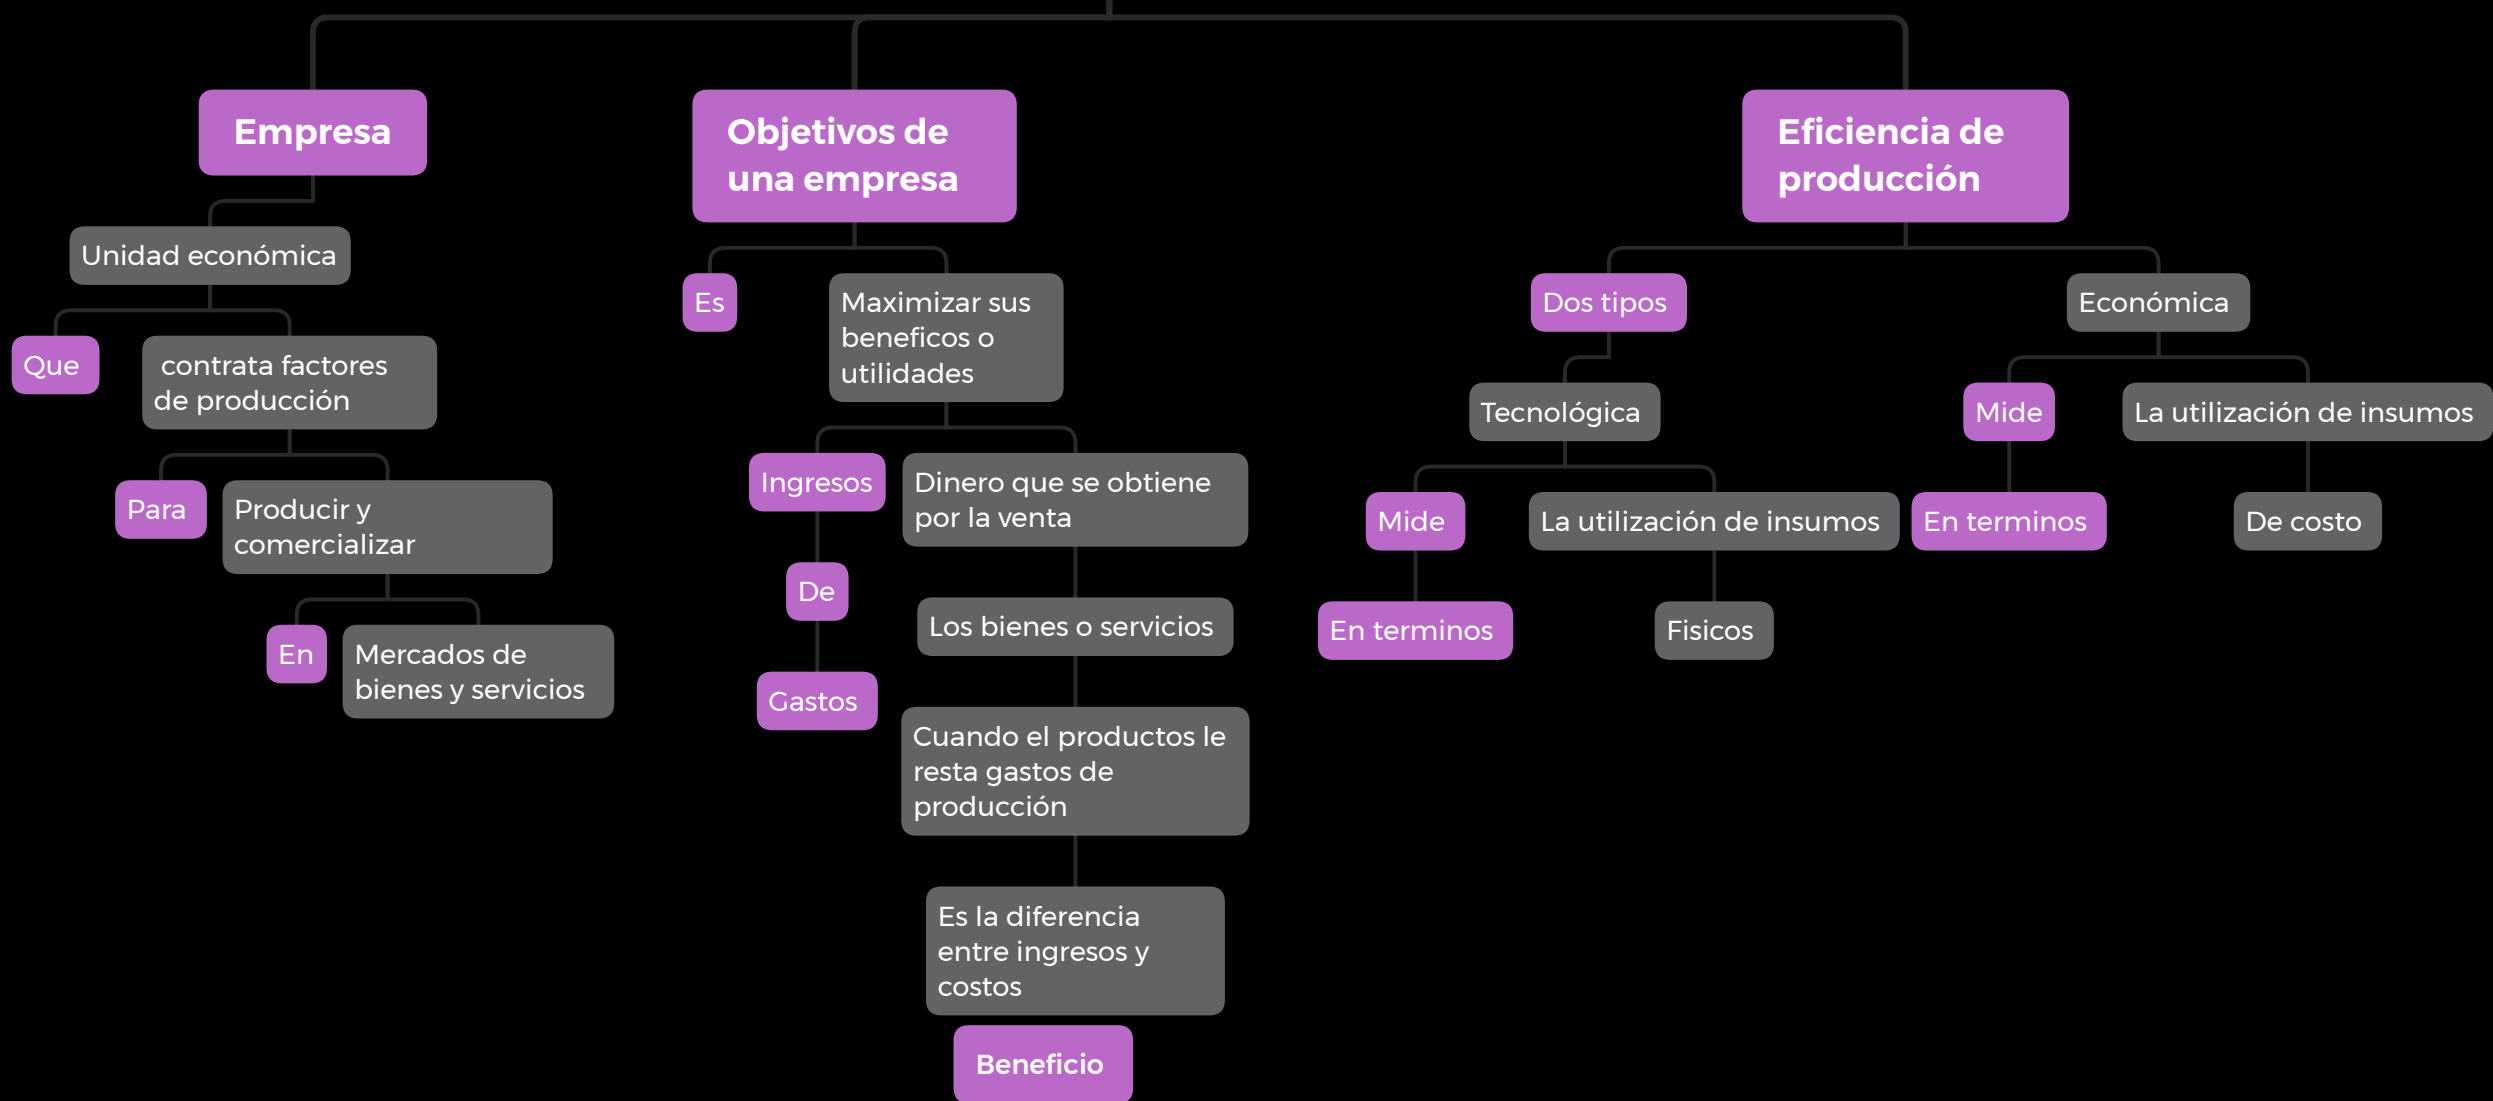 Empresa
Unidad económica
Que
contrata factores
de producción
Para
Producir y
comercializar
En
Mercados de
bienes y servicios
Objetivos de
una empresa
Es
Maximizar sus
beneficos o
utilidades
Ingresos
Dinero que se obtiene
por la venta
De
Los bienes o servicios
Gastos
Cuando el productos le
resta gastos de
producción
Es la diferencia
entre ingresos y
costos
Beneficio
Eficiencia de
producción
Dos tipos
Tecnológica
Mide
La utilización de insumos
En terminos
Fisicos
Económica
Mide
La utilización de insumos
En terminos
De costo